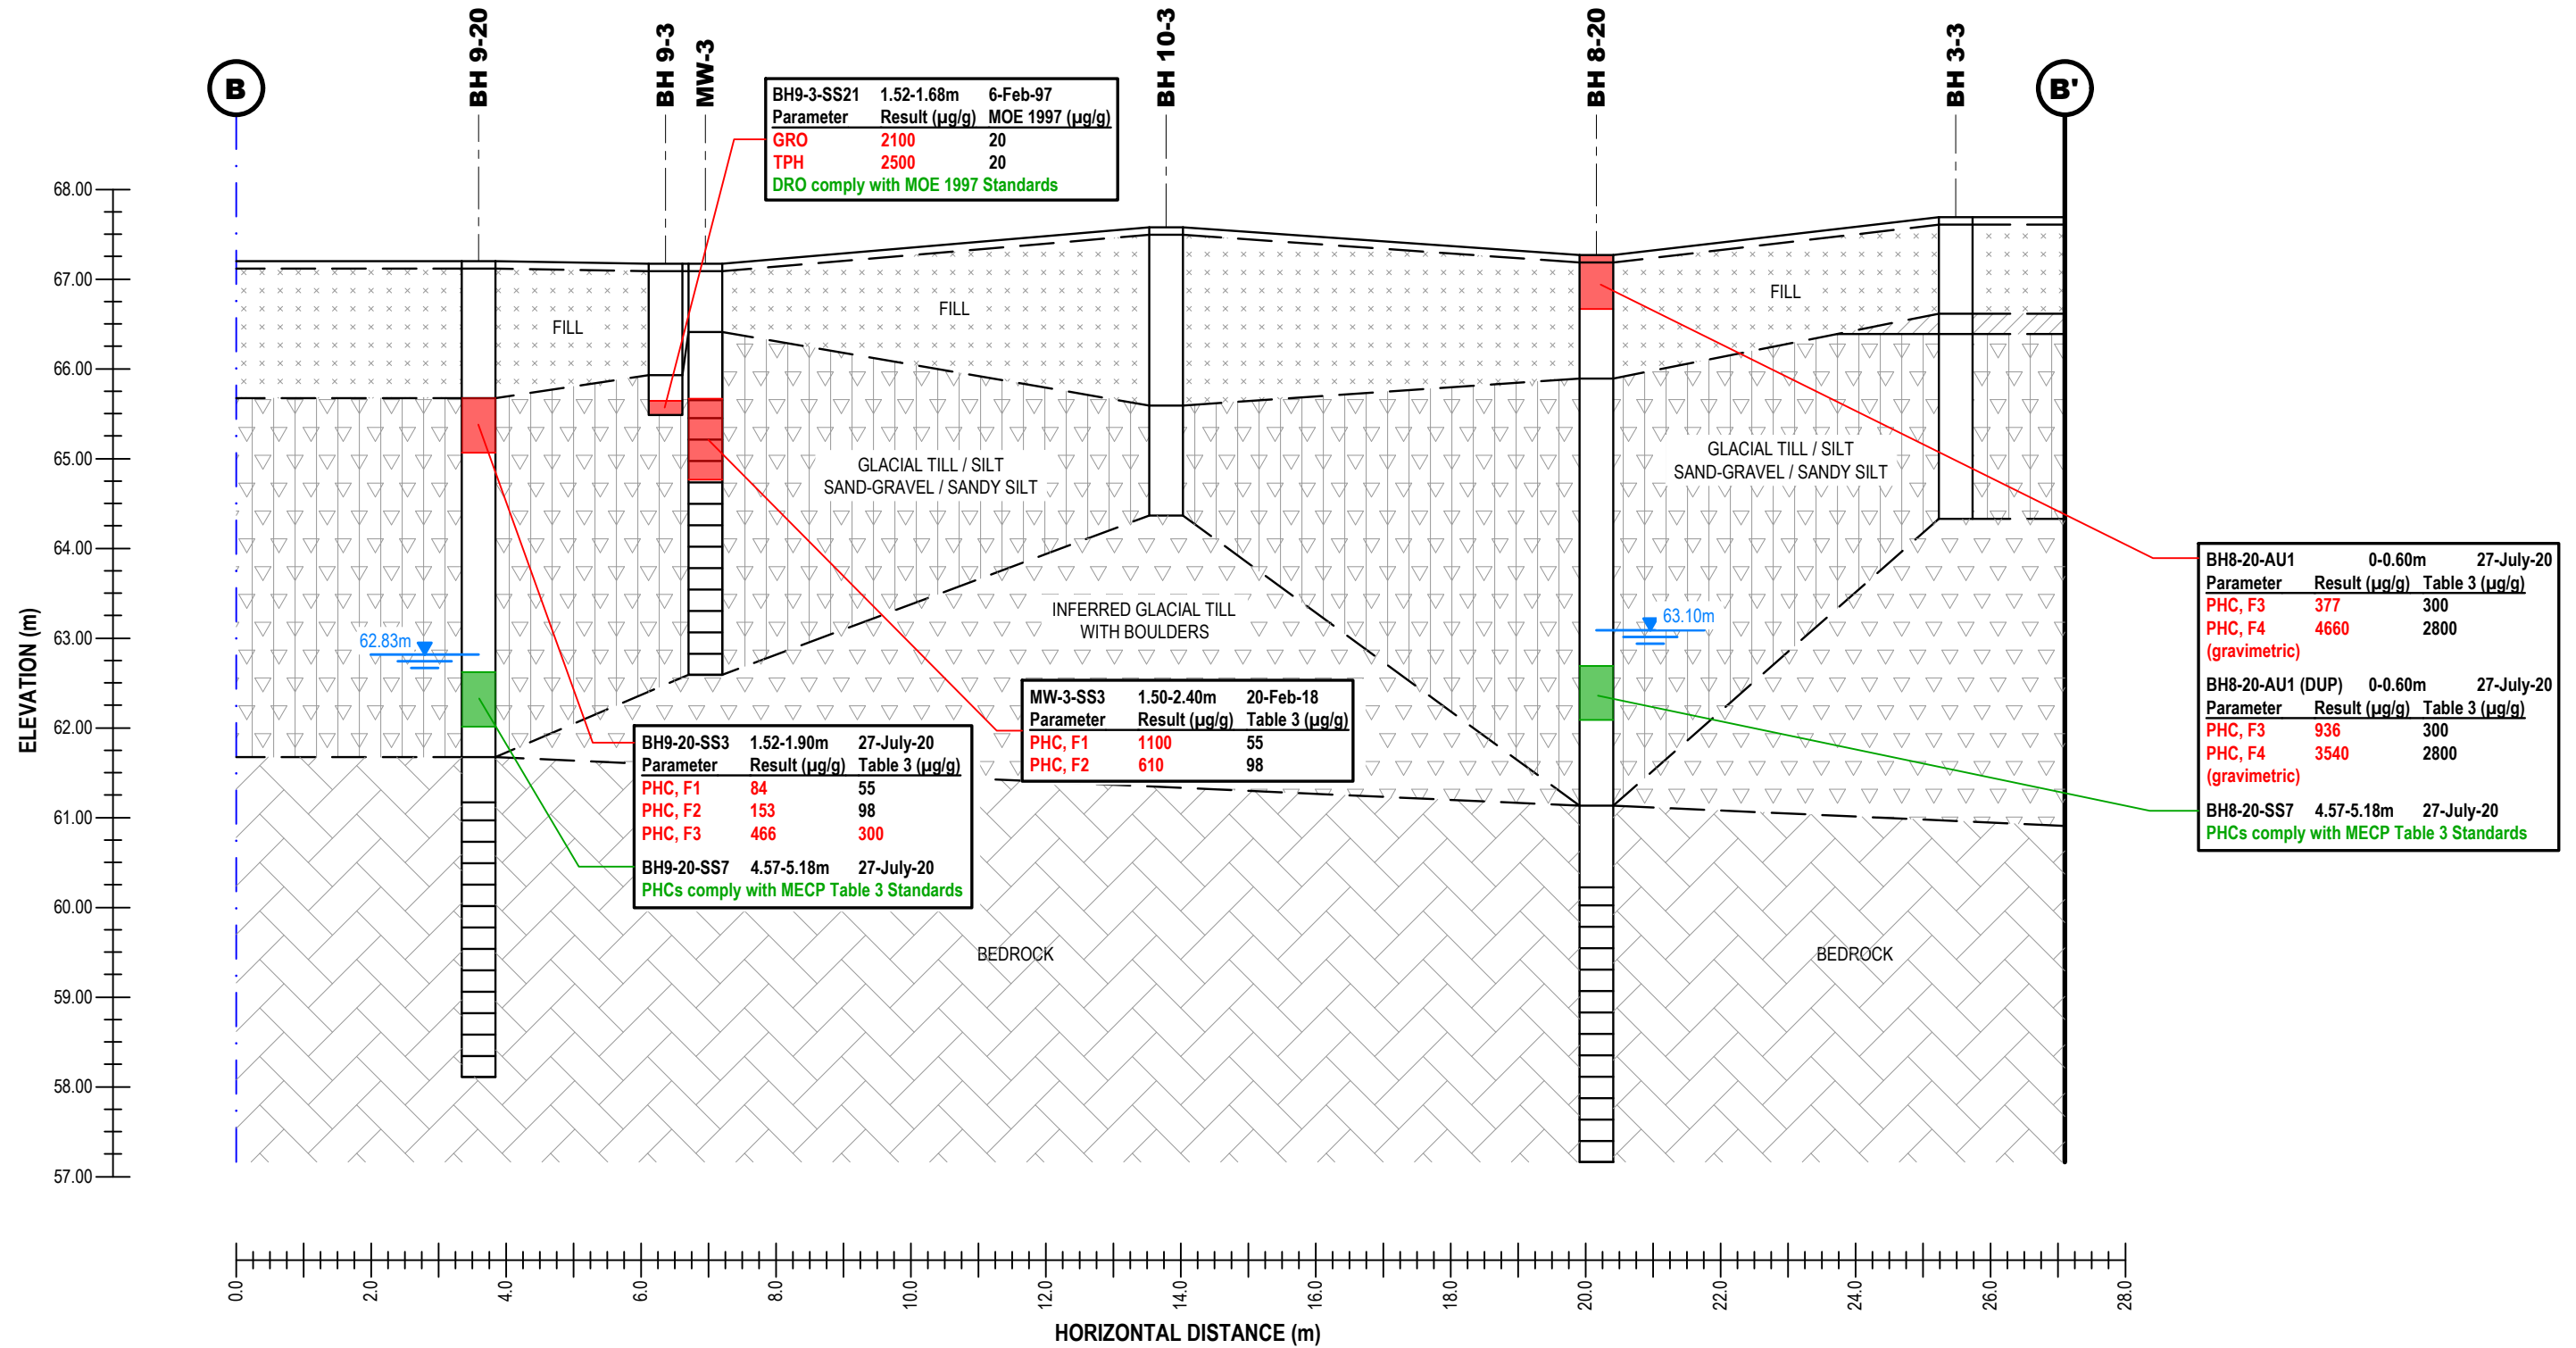 B
BH 9-20
BH 9-3
MW-3
BH 10-3
BH 8-20
BH 3-3
B'
BH9-3-SS21 1.52-1.68m 6-Feb-97
Parameter Result (µg/g) MOE 1997 (µg/g)
GRO 2100 20
TPH 2500 20
DRO comply with MOE 1997 Standards
ELEVATION (m)
68.00
67.00
66.00
65.00
64.00
63.00
62.00
61.00
60.00
59.00
58.00
57.00
FILL
FILL
FILL
GLACIAL TILL / SILT
SAND-GRAVEL / SANDY SILT
GLACIAL TILL / SILT
SAND-GRAVEL / SANDY SILT
INFERRED GLACIAL TILL
WITH BOULDERS
62.83m
63.10m
BH8-20-AU1 0-0.60m 27-July-20
Parameter Result (µg/g) Table 3 (µg/g)
PHC, F3 377 300
PHC, F4 4660 2800
(gravimetric)
BH8-20-AU1 (DUP) 0-0.60m 27-July-20
Parameter Result (µg/g) Table 3 (µg/g)
PHC, F3 936 300
PHC, F4 3540 2800
(gravimetric)
BH8-20-SS7 4.57-5.18m 27-July-20
PHCs comply with MECP Table 3 Standards
MW-3-SS3 1.50-2.40m 20-Feb-18
Parameter Result (µg/g) Table 3 (µg/g)
PHC, F1 1100 55
PHC, F2 610 98
BH9-20-SS3 1.52-1.90m 27-July-20
Parameter Result (µg/g) Table 3 (µg/g)
PHC, F1 84 55
PHC, F2 153 98
PHC, F3 466 300
BH9-20-SS7 4.57-5.18m 27-July-20
PHCs comply with MECP Table 3 Standards
BEDROCK
BEDROCK
0.0
2.0
4.0
6.0
8.0
10.0
12.0
14.0
16.0
18.0
20.0
22.0
24.0
26.0
28.0
HORIZONTAL DISTANCE (m)